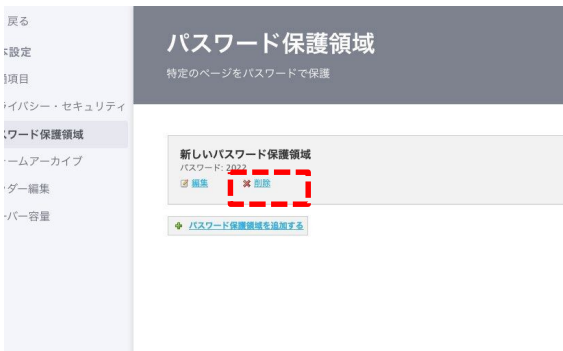 戻る
本設定
通項目
ライバシー・セキュリティ
スワード保護領域
ームアーカイブ
ダー編集
ーバー容量
パスワード保護領域
特定のページをパスワードで保護
新しいパスワード保護領域
パスワード: 2022
編集 削除
パスワード保護領域を追加する